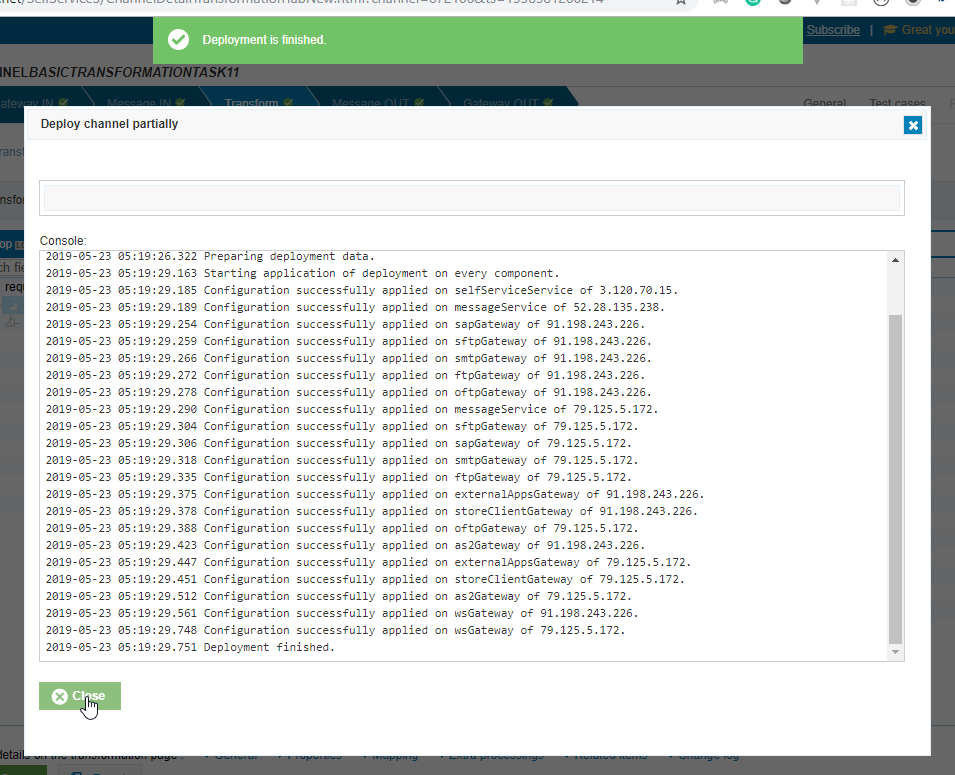 Deployment is finished.
Subscribe | Great you
NELBASICTRANSFORMATIONTASK11
ateway IN Message IN Transform Message OUT Gateway OUT
General Test cases
Deploy channel partially
Console:
2019-05-23 05:19:26.322 Preparing deployment data.
2019-05-23 05:19:29.163 Starting application of deployment on every component.
2019-05-23 05:19:29.185 Configuration successfully applied on selfServiceService of 3.120.70.15.
2019-05-23 05:19:29.189 Configuration successfully applied on messageService of 52.28.135.238.
2019-05-23 05:19:29.254 Configuration successfully applied on sapGateway of 91.198.243.226.
2019-05-23 05:19:29.259 Configuration successfully applied on sftpGateway of 91.198.243.226.
2019-05-23 05:19:29.266 Configuration successfully applied on smtpGateway of 91.198.243.226.
2019-05-23 05:19:29.272 Configuration successfully applied on ftpGateway of 91.198.243.226.
2019-05-23 05:19:29.278 Configuration successfully applied on oftpGateway of 91.198.243.226.
2019-05-23 05:19:29.290 Configuration successfully applied on messageService of 79.125.5.172.
2019-05-23 05:19:29.304 Configuration successfully applied on sftpGateway of 79.125.5.172.
2019-05-23 05:19:29.306 Configuration successfully applied on sapGateway of 79.125.5.172.
2019-05-23 05:19:29.318 Configuration successfully applied on smtpGateway of 79.125.5.172.
2019-05-23 05:19:29.335 Configuration successfully applied on ftpGateway of 79.125.5.172.
2019-05-23 05:19:29.375 Configuration successfully applied on externalAppsGateway of 91.198.243.226.
2019-05-23 05:19:29.378 Configuration successfully applied on storeClientGateway of 91.198.243.226.
2019-05-23 05:19:29.388 Configuration successfully applied on oftpGateway of 79.125.5.172.
2019-05-23 05:19:29.423 Configuration successfully applied on as2Gateway of 91.198.243.226.
2019-05-23 05:19:29.447 Configuration successfully applied on externalAppsGateway of 79.125.5.172.
2019-05-23 05:19:29.451 Configuration successfully applied on storeClientGateway of 79.125.5.172.
2019-05-23 05:19:29.512 Configuration successfully applied on as2Gateway of 79.125.5.172.
2019-05-23 05:19:29.561 Configuration successfully applied on wsGateway of 91.198.243.226.
2019-05-23 05:19:29.748 Configuration successfully applied on wsGateway of 79.125.5.172.
2019-05-23 05:19:29.751 Deployment finished.
Close
details on the transformation page : General Properties Mapping Extra processings Related items Change log